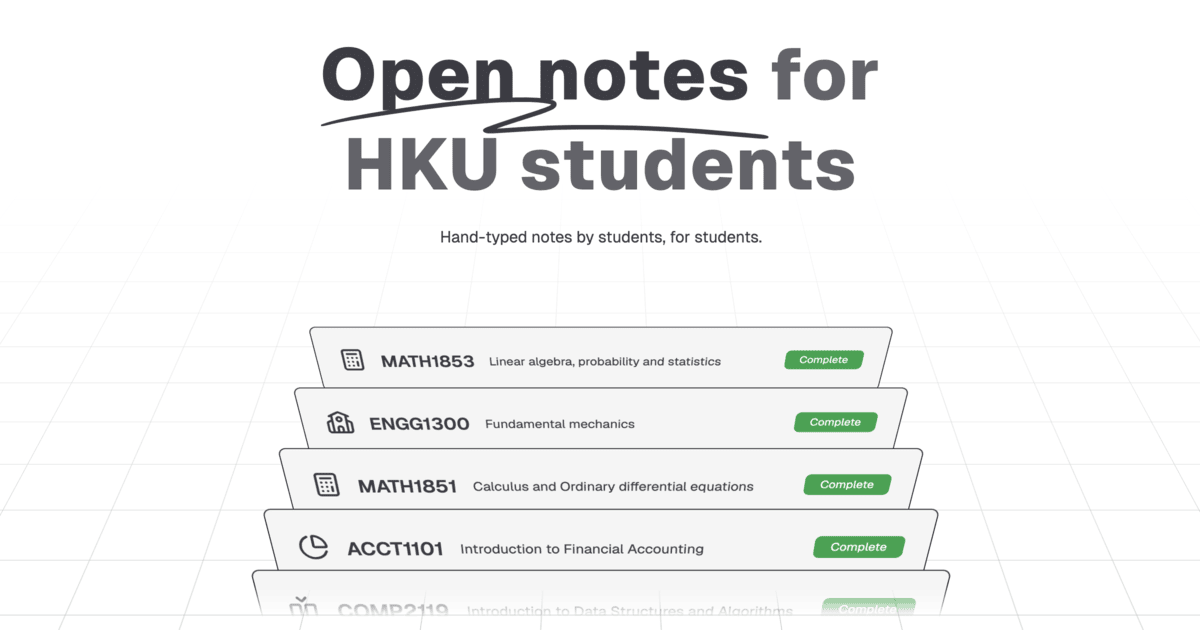 Open notes for
HKU students
Hand-typed notes by students, for students.
MATH1853 Linear algebra, probability and statistics Complete
ENGG1300 Fundamental mechanics Complete
MATH1851 Calculus and Ordinary differential equations Complete
ACCT1101 Introduction to Financial Accounting Complete
COMP2119 Introduction to Data Structures and Algorithms Complete